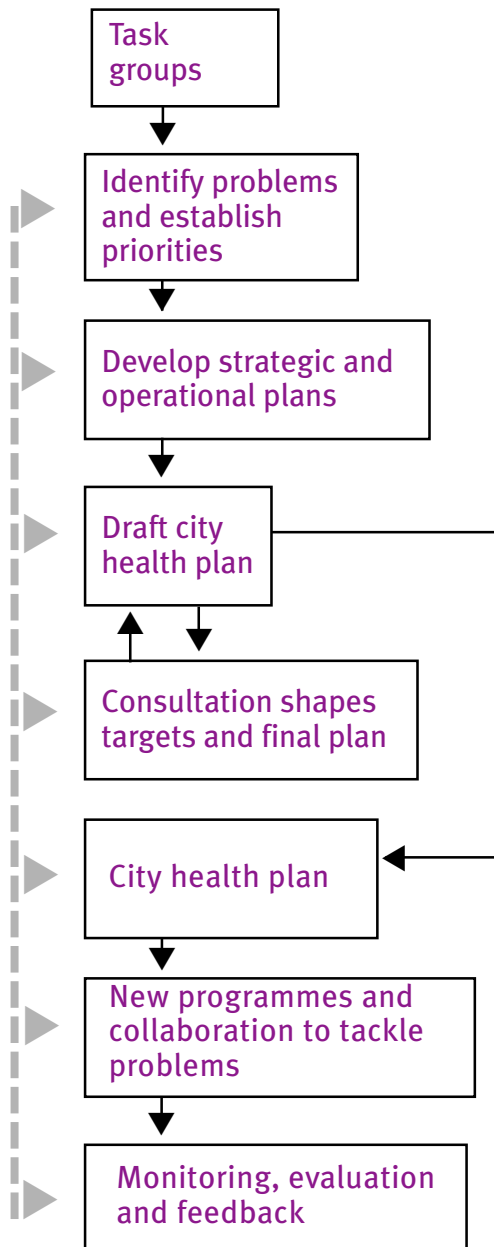 Task
groups
Identify problems
and establish
priorities
Develop strategic and
operational plans
Draft city
health plan
Consultation shapes
targets and final plan
City health plan
New programmes and
collaboration to tackle
problems
Monitoring, evaluation
and feedback